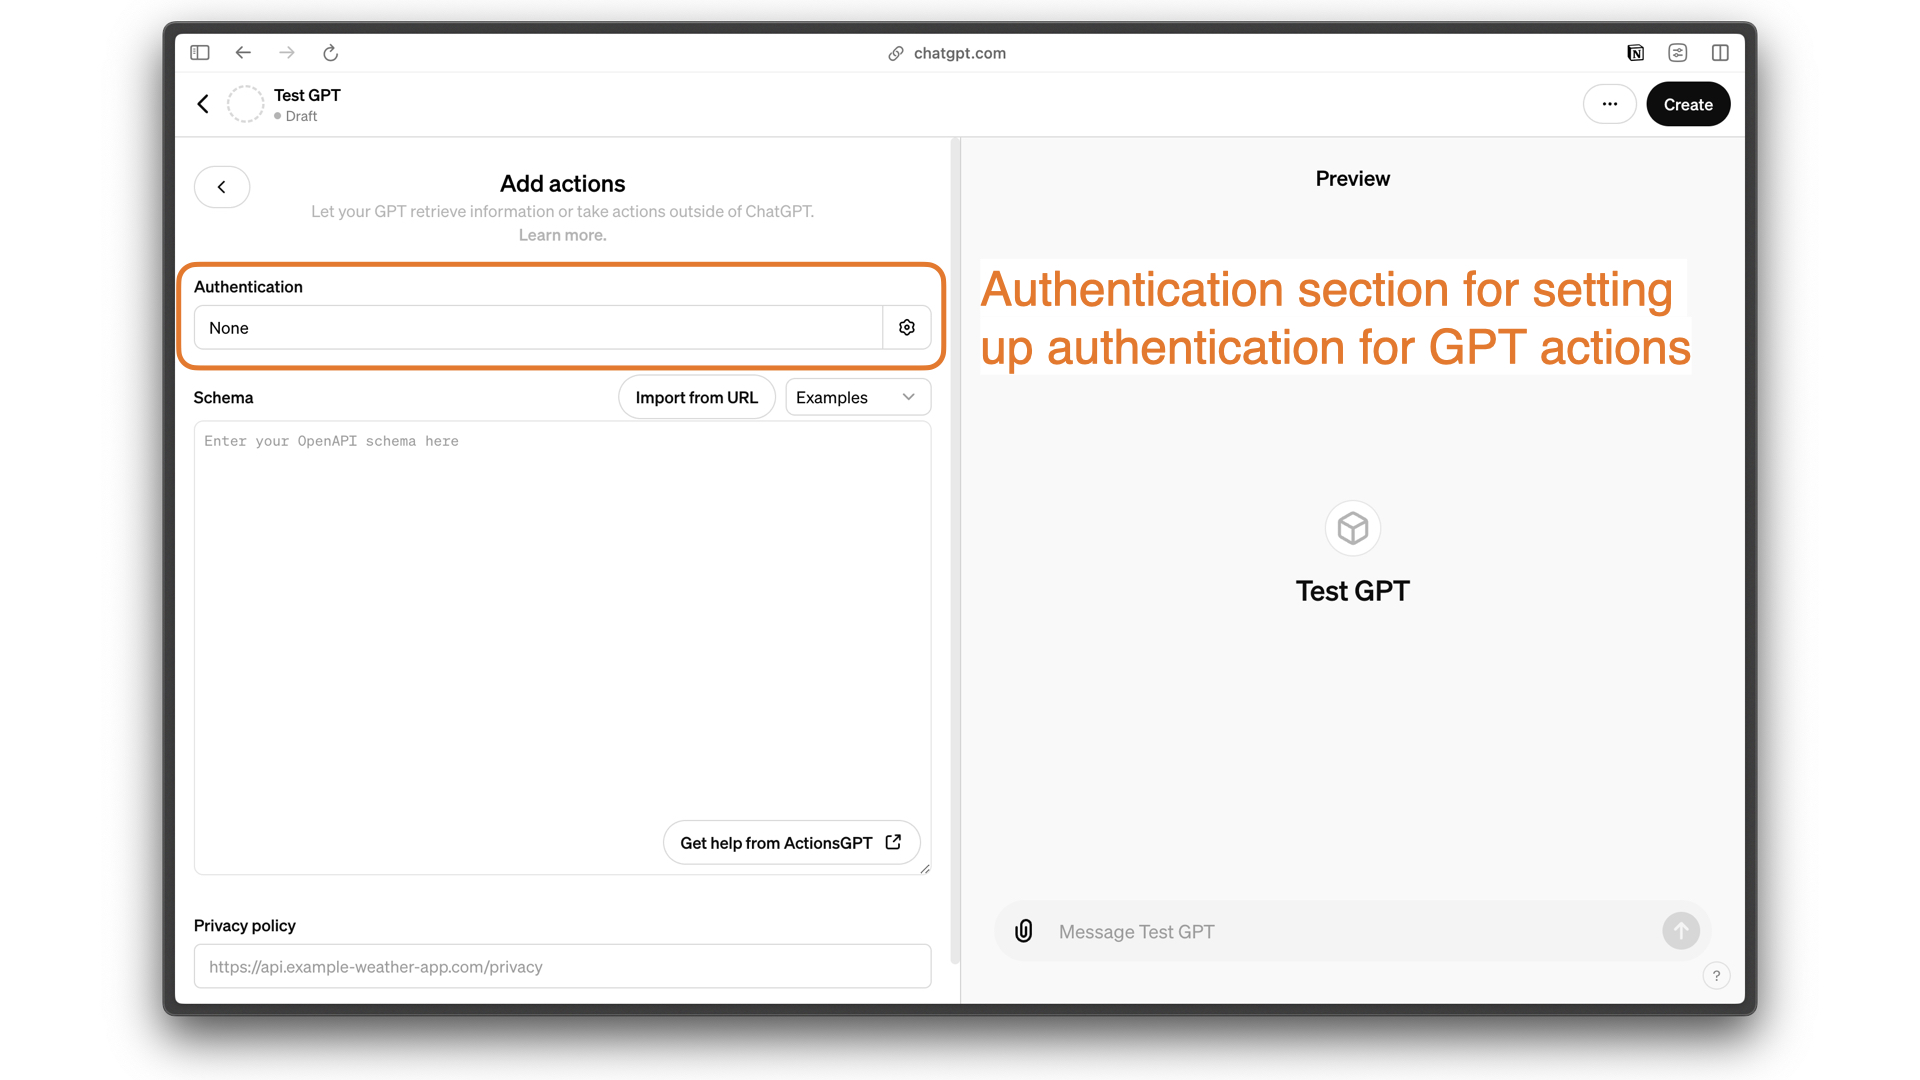 chatgpt.com
Test GPT
Draft
Create
Add actions
Let your GPT retrieve information or take actions outside of ChatGPT.
Learn more.
Preview
Authentication
None
Authentication section for setting
up authentication for GPT actions
Schema
Import from URL
Examples
Enter your OpenAPI schema here
Test GPT
Get help from ActionsGPT
Privacy policy
https://api.example-weather-app.com/privacy
Message Test GPT
?